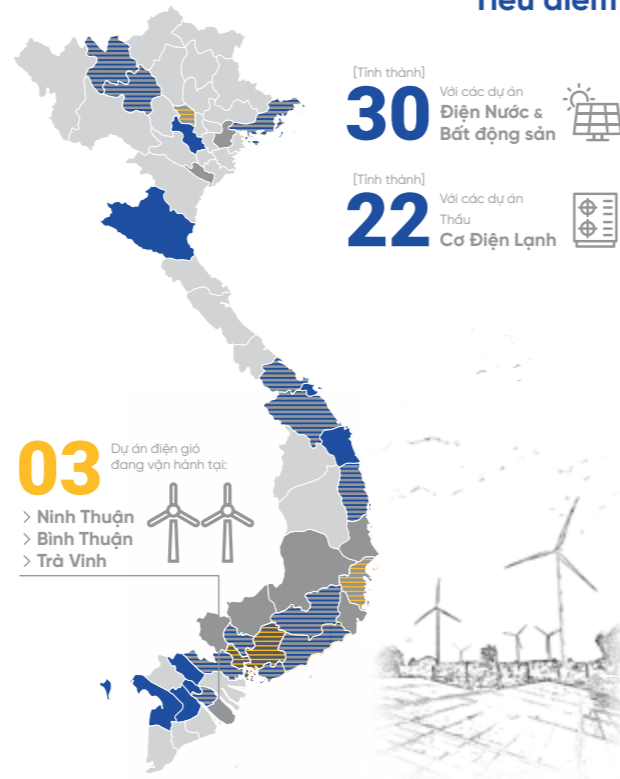 Tiêu điểm
[Tỉnh thành]
30
Với các dự án
Điện Nước &
Bất động sản
[Tỉnh thành]
22
Với các dự án
Thầu
Cơ Điện Lạnh
03
Dự án điện gió
đang vận hành tại:
> Ninh Thuận
> Bình Thuận
> Trà Vinh